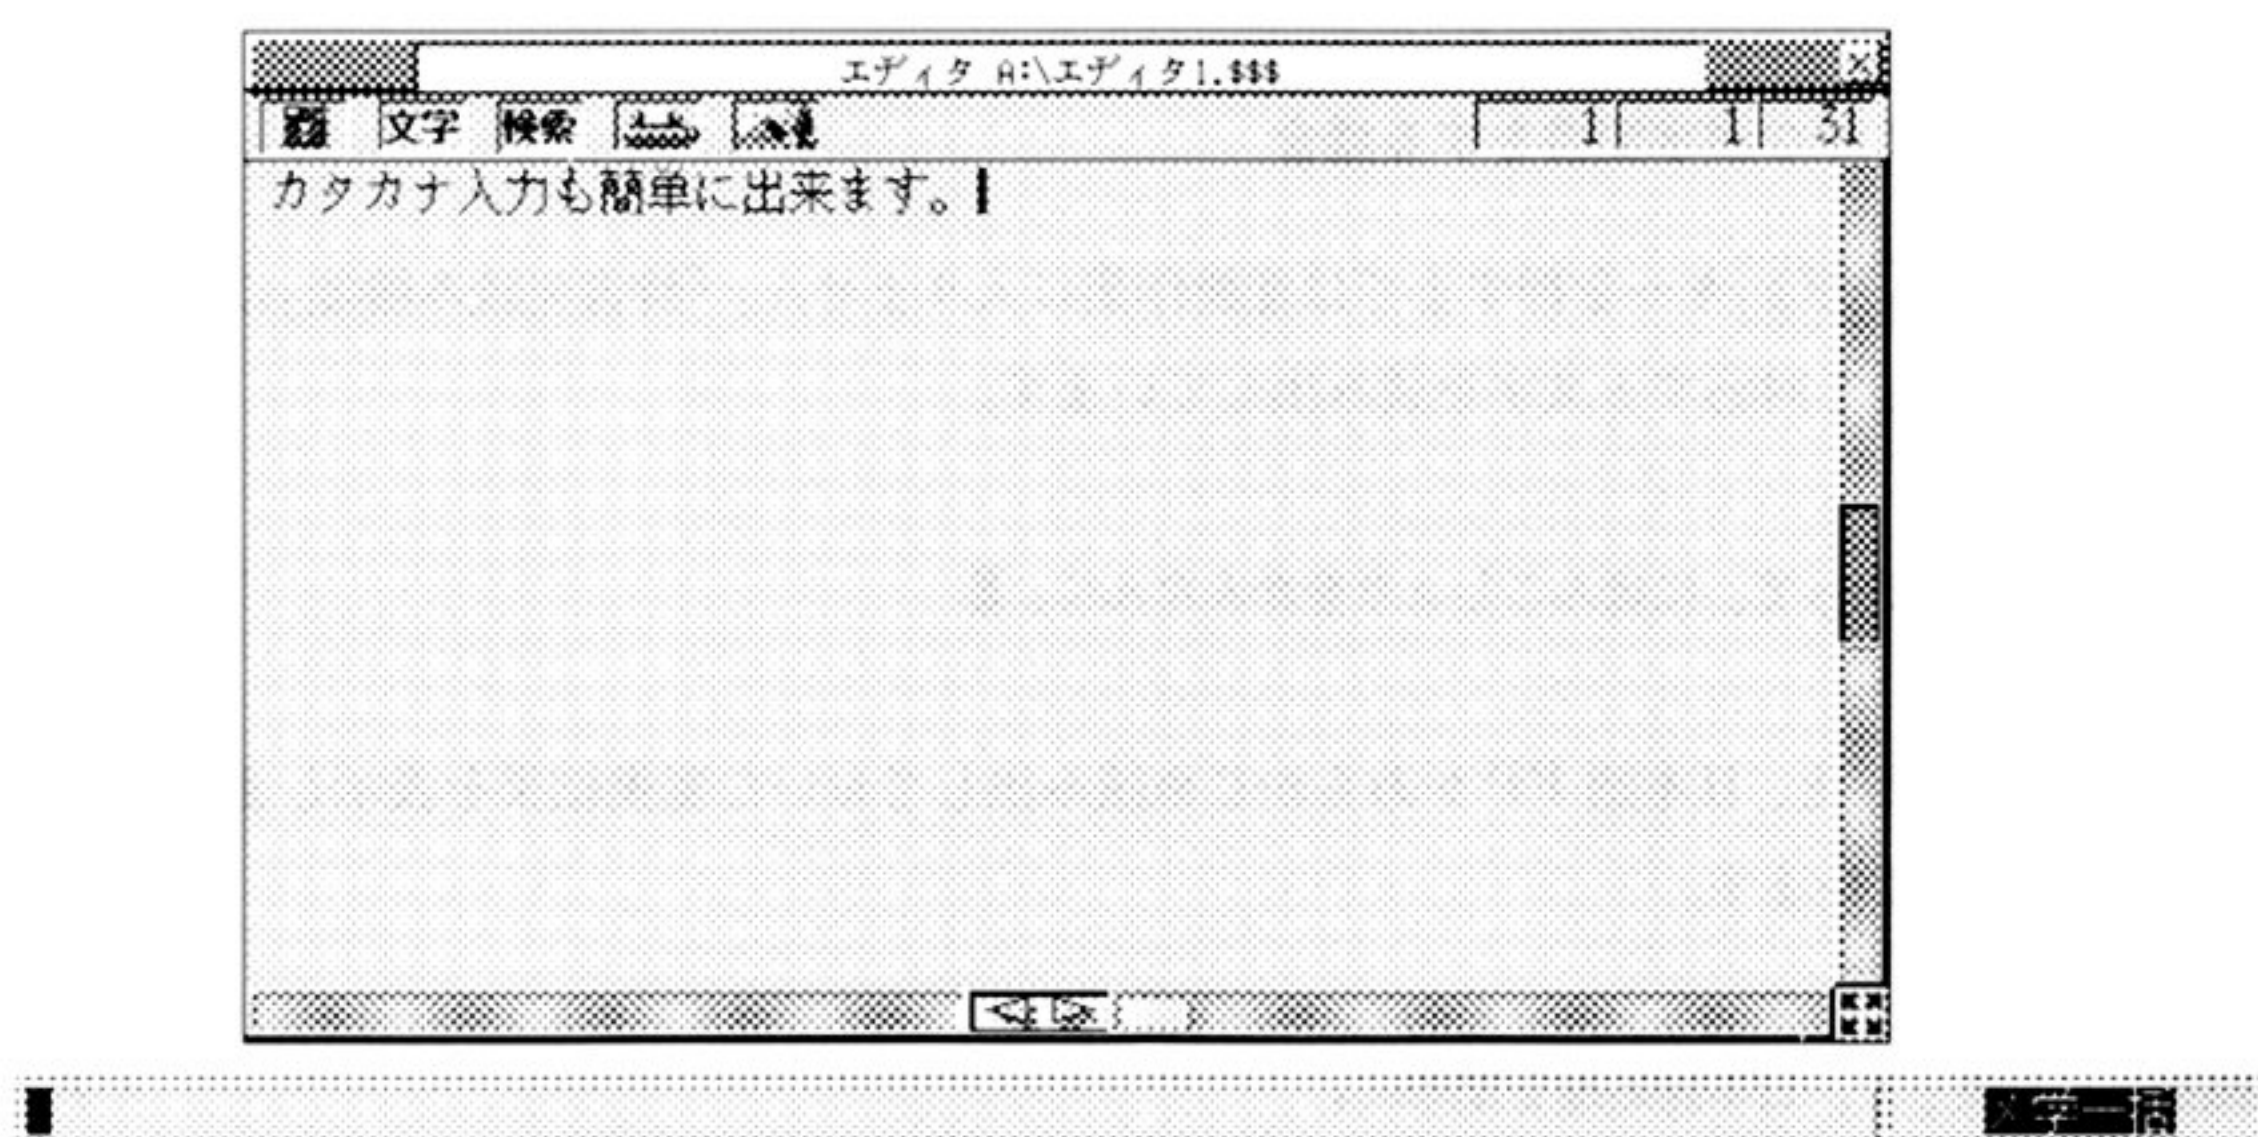 エディタ A:\エディタ1.$$$
文字 検索 1 1 31
カタカナ入力も簡単に出来ます。